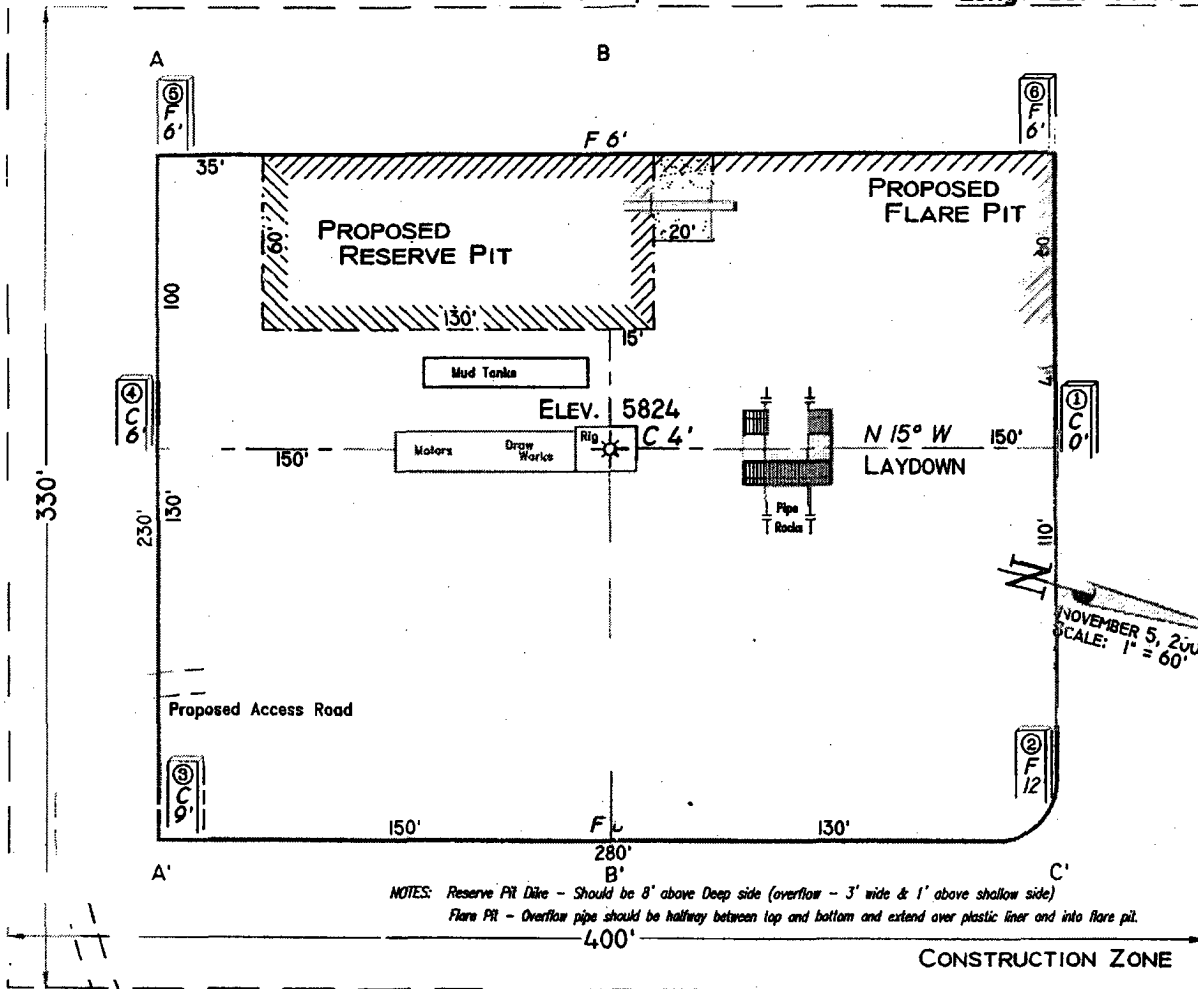 A
B
⑤
F
6'
⑥
F
6'
F 6'
35'
PROPOSED
RESERVE PIT
60'
PROPOSED
FLARE PIT
20'
100
130'
15'
Mud Tanks
④
C
6'
①
C
0'
ELEV. 5824
Rig
C 4'
Motors
Draw
Works
150'
N 15° W
150'
LAYDOWN
Pipe
Racks
330'
230'
130'
110'
N
NOVEMBER 5,
SCALE: 1" = 60'
Proposed Access Road
③
C
9'
②
F
12'
150'
F
130'
280'
A'
B'
C'
NOTES: Reserve Pit Dike - Should be 8' above Deep side (overflow - 3' wide & 1' above shallow side)
Flare Pit - Overflow pipe should be halfway between top and bottom and extend over plastic liner and into flare pit.
400'
CONSTRUCTION ZONE